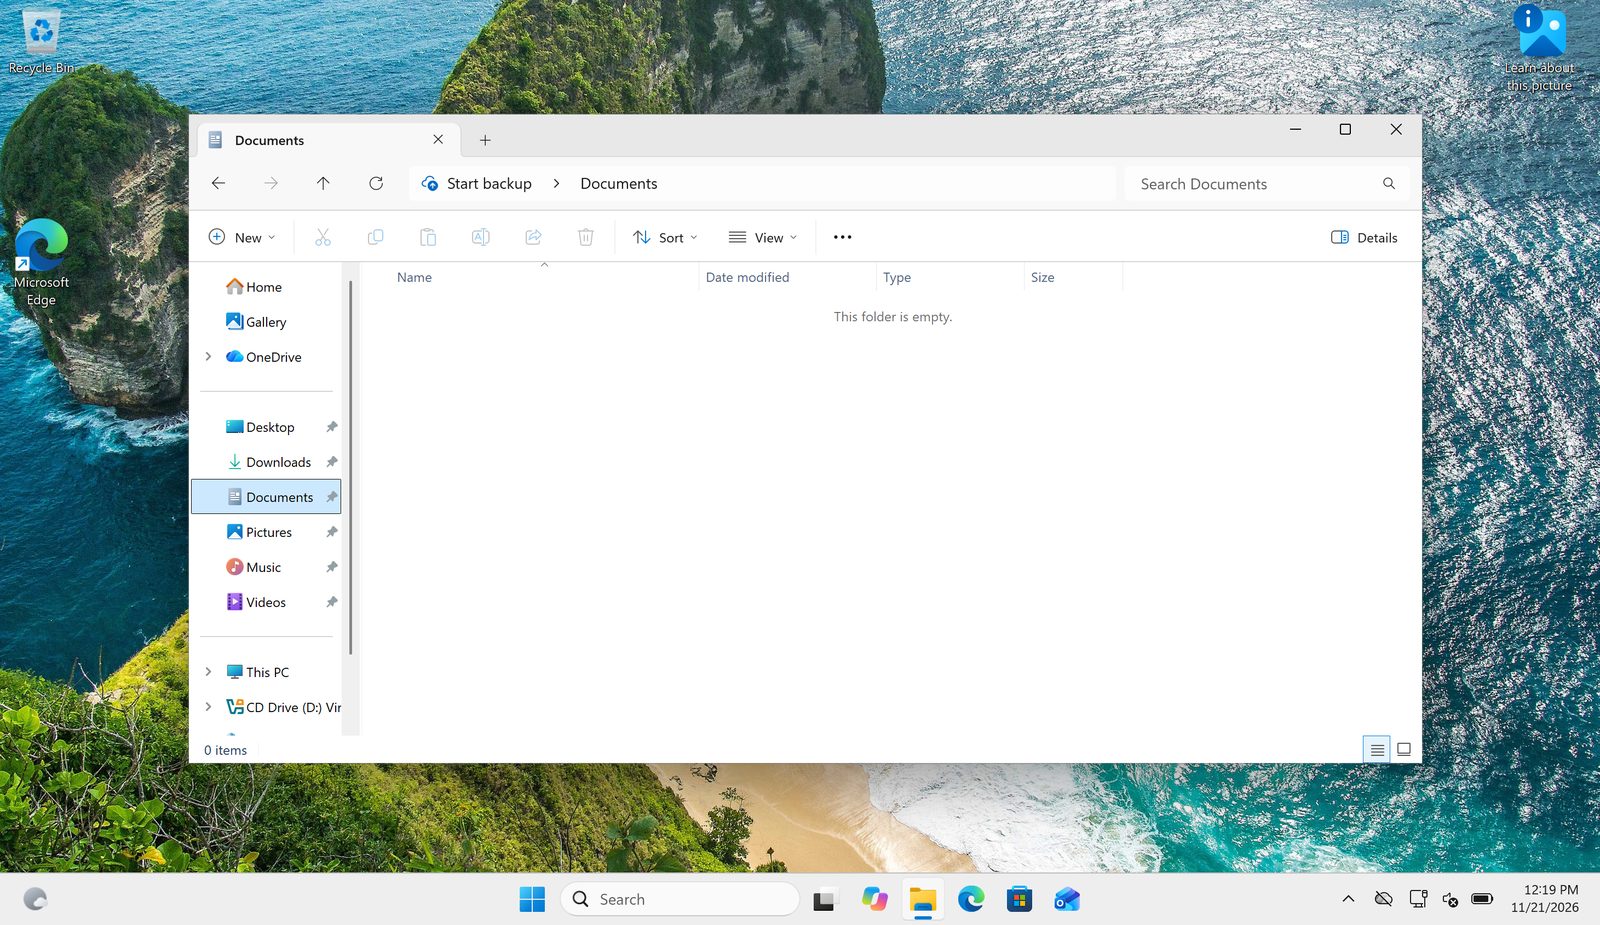 Recycle Bin
Learn about
this picture
Microsoft
Edge
Documents
Start backup
Documents
Search Documents
New
Sort
View
Details
Home
Gallery
OneDrive
Desktop
Downloads
Documents
Pictures
Music
Videos
This PC
CD Drive (D:) Vir
Name
Date modified
Type
Size
This folder is empty.
0 items
Search
12:19 PM
11/21/2026